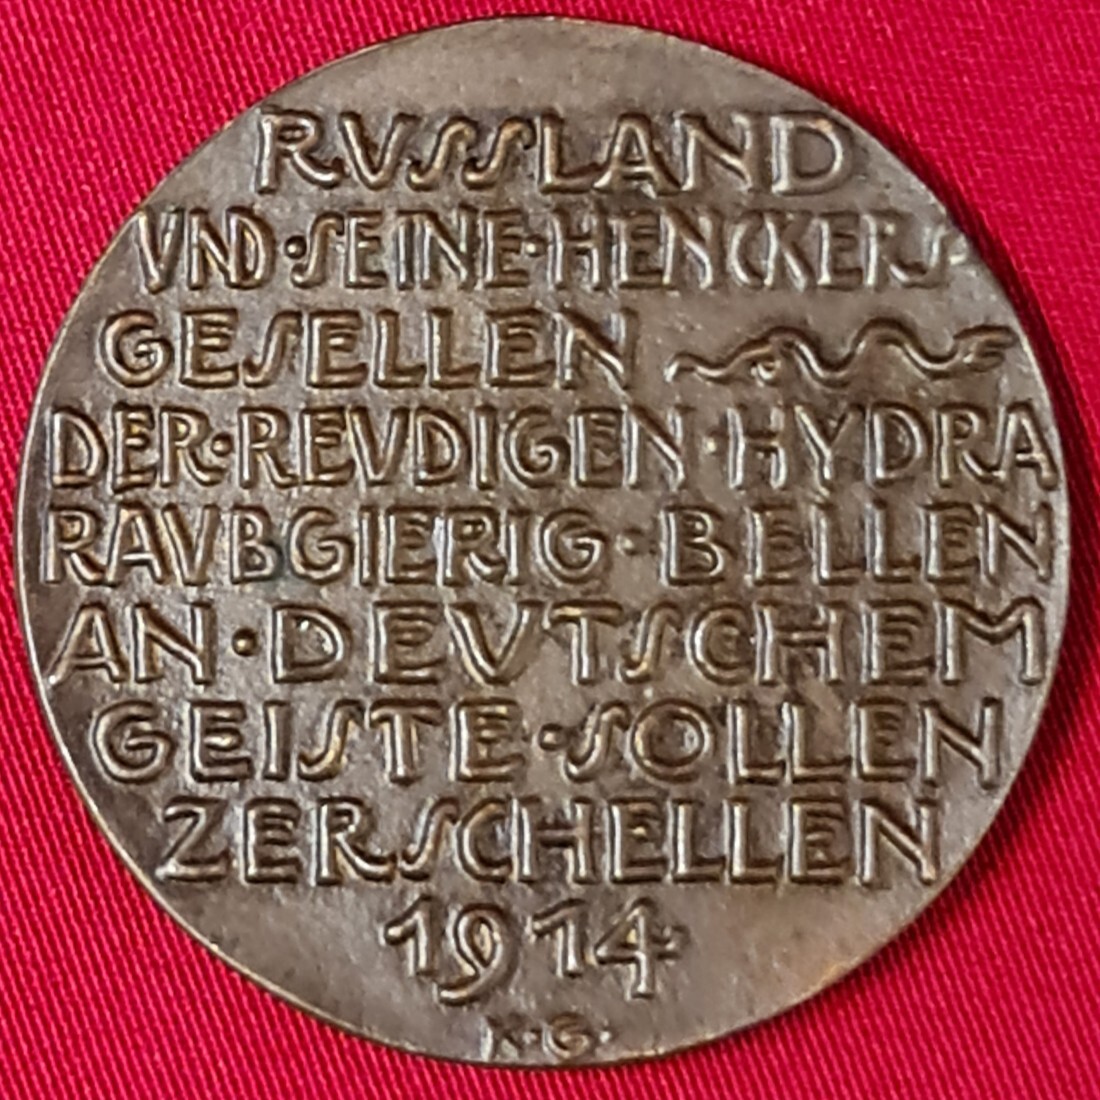 RVSSLAND
VND·SEINE·HENCKERS·
GESELLEN
DER·REVDIGEN·HYDRA
RAVBGIERIG·BELLEN
AN·DEVTSCHEM
GEISTE·SOLLEN
ZERSCHELLEN
1914
K·G·